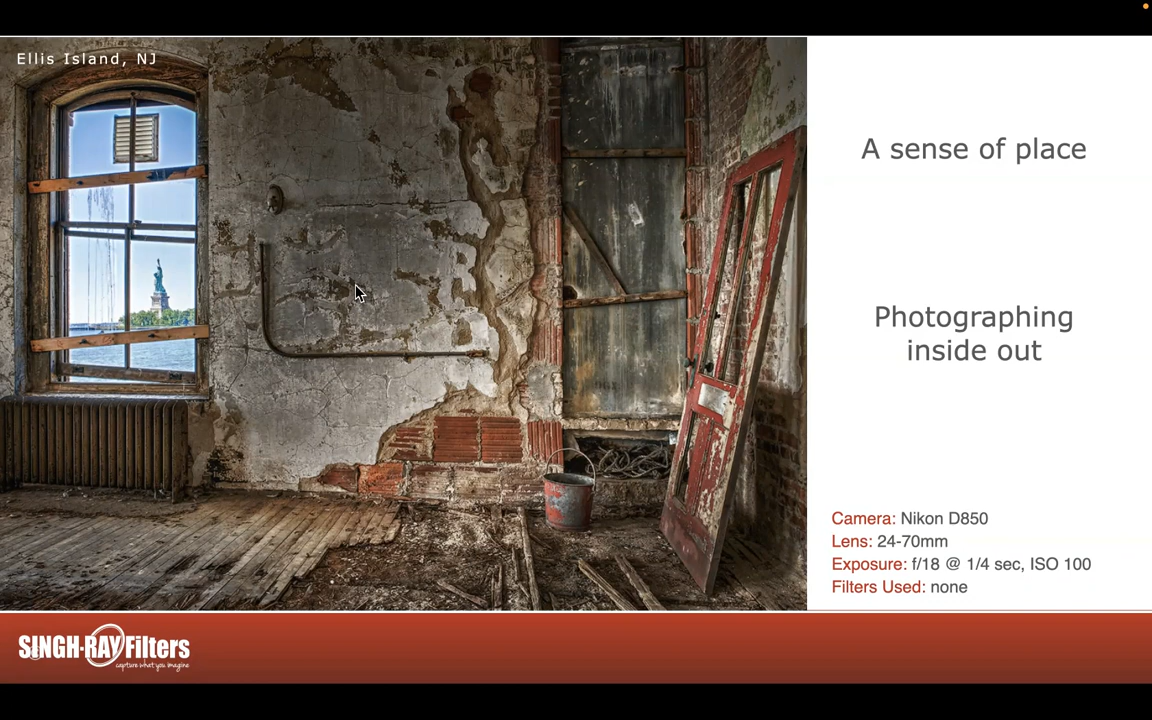 Ellis Island, NJ
A sense of place
Photographing
inside out
Camera: Nikon D850
Lens: 24-70mm
Exposure: f/18 @ 1/4 sec, ISO 100
Filters Used: none
SINGH-RAY Filters
capture what you imagine